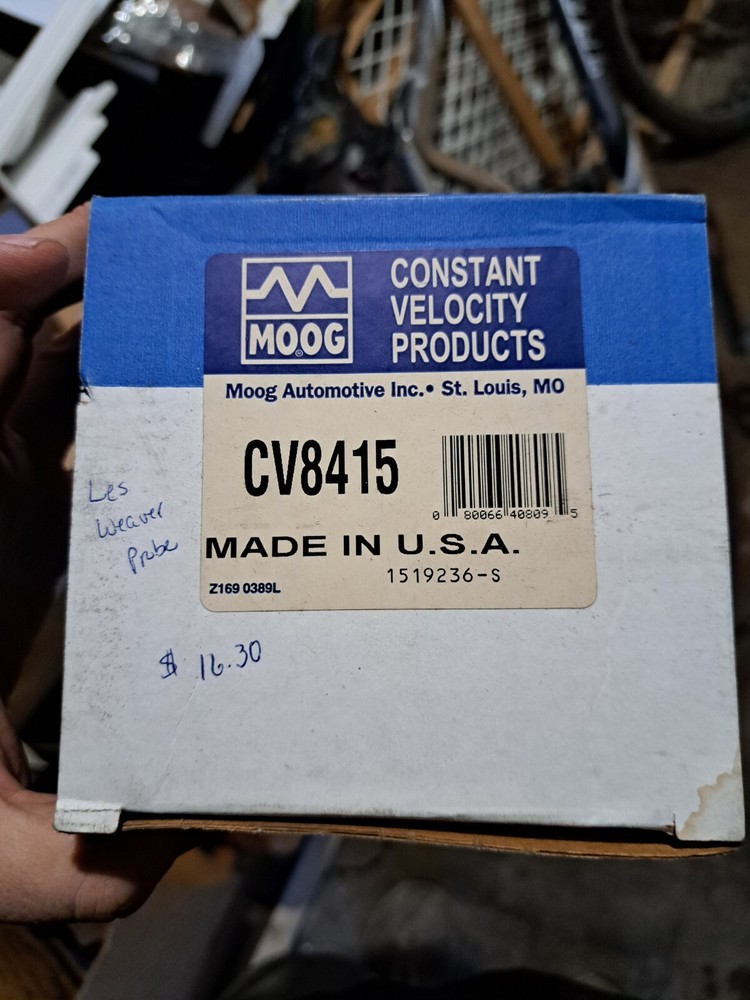 MOOG®
CONSTANT
VELOCITY
PRODUCTS
Moog Automotive Inc.• St. Louis, MO
CV8415
0 80066 40809 5
MADE IN U.S.A.
1519236-S
Z169 0389L
Les
Weaver
Probe
$ 16.30